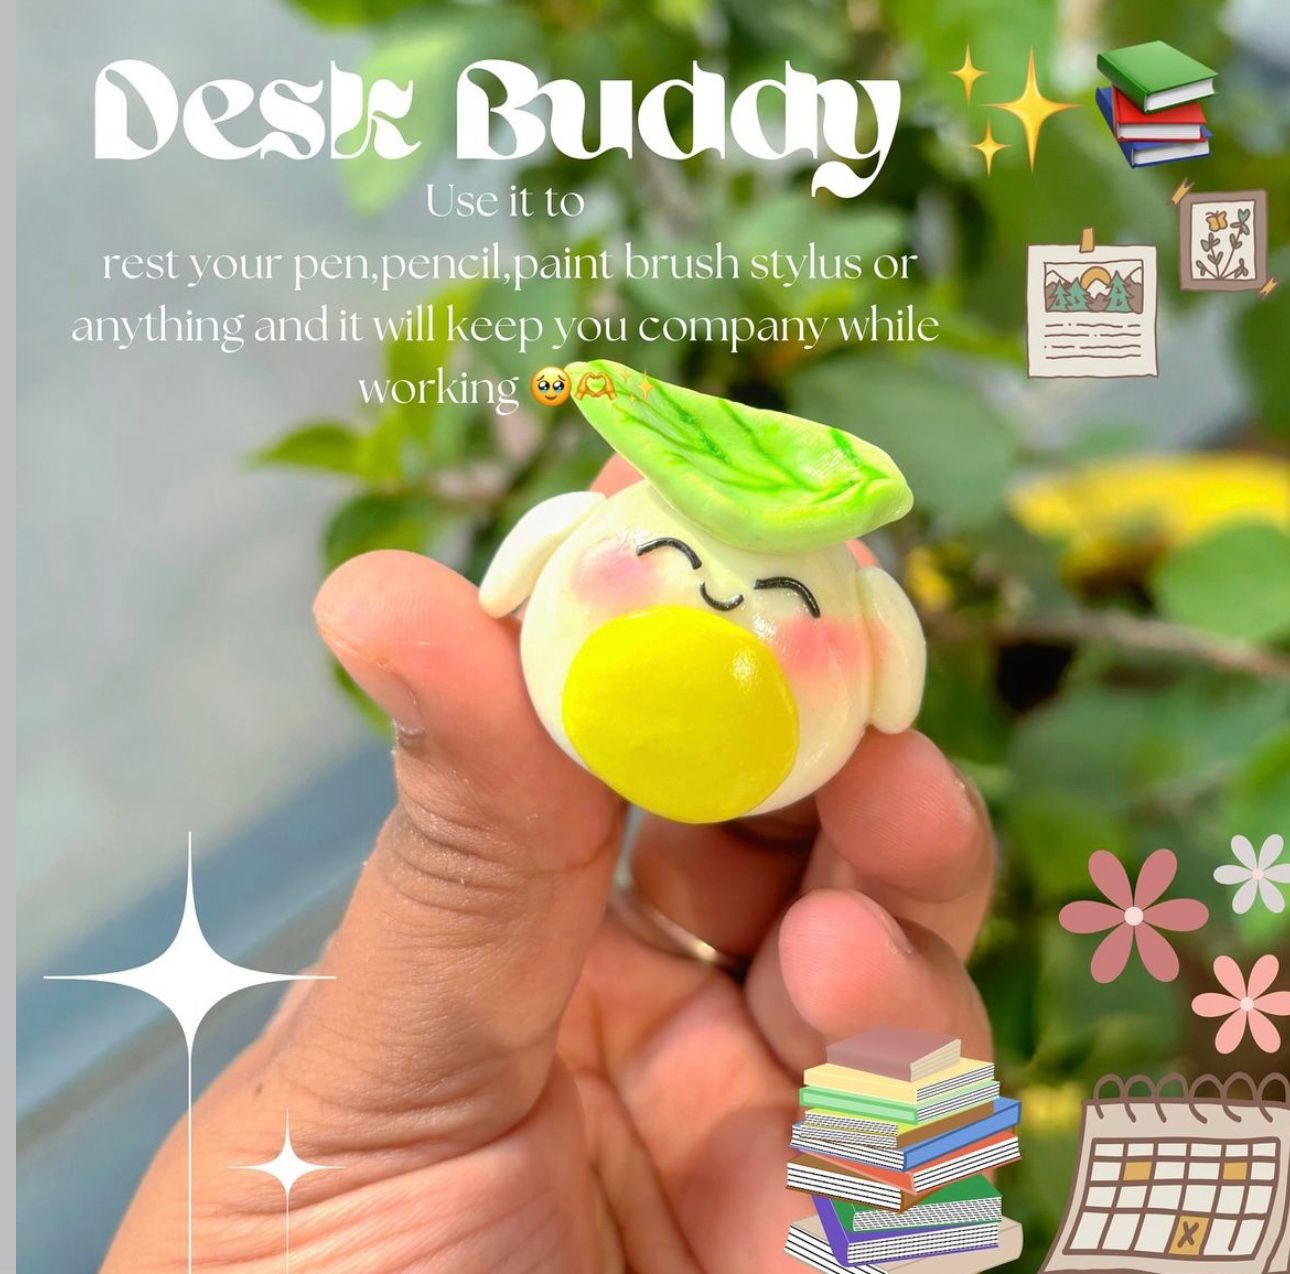 Desk Buddy ✨📚
Use it to
rest your pen,pencil,paint brush stylus or
anything and it will keep you company while
working 🥹🫶✨
X